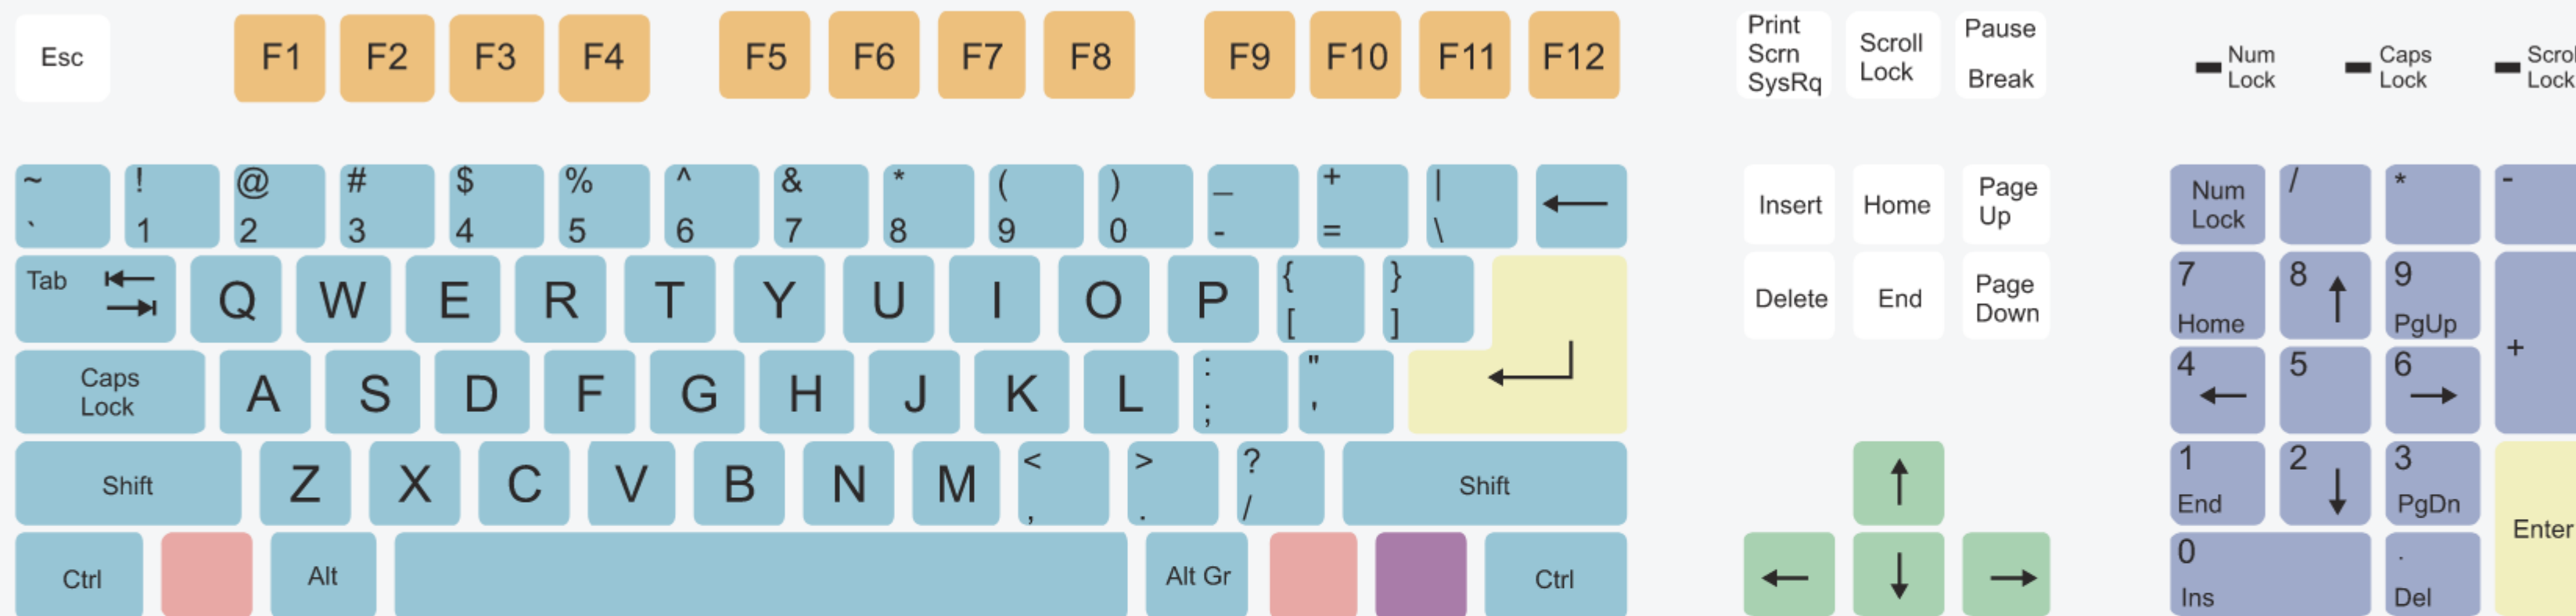 Esc F1 F2 F3 F4 F5 F6 F7 F8 F9 F10 F11 F12
Print
Scrn
SysRq
Scroll
Lock
Pause
Break
Num
Lock
Caps
Lock
Scrol
Lock
~ ! @ # $ % ^ & * ( ) _ + |
` 1 2 3 4 5 6 7 8 9 0 - = \ ←
Insert Home
Page
Up
Num
Lock
/ * -
Tab Q W E R T Y U I O P { }
[ ]
Delete End
Page
Down
7 8 ↑ 9
Home PgUp
+
Caps
Lock
A S D F G H J K L : "
; '
4 5 6
← →
Shift Z X C V B N M < > ?
, . /
Shift
↑
1 2 ↓ 3
End PgDn
Enter
Ctrl Alt Alt Gr Ctrl
← ↓ →
0 .
Ins Del